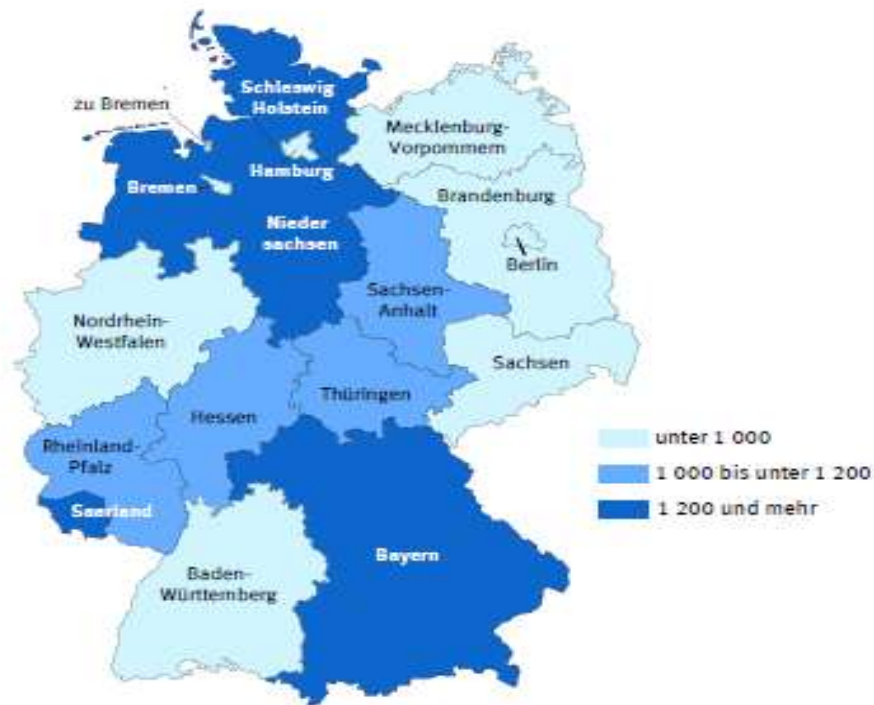 Schleswig
Holstein
zu Bremen
Mecklenburg-
Vorpommern
Hamburg
Bremen
Brandenburg
Nieder
sachsen
Berlin
Sachsen-
Anhalt
Nordrhein-
Westfalen
Sachsen
Thüringen
Hessen
Rheinland-
Pfalz
Saarland
Bayern
Baden-
Württemberg
unter 1 000
1 000 bis unter 1 200
1 200 und mehr